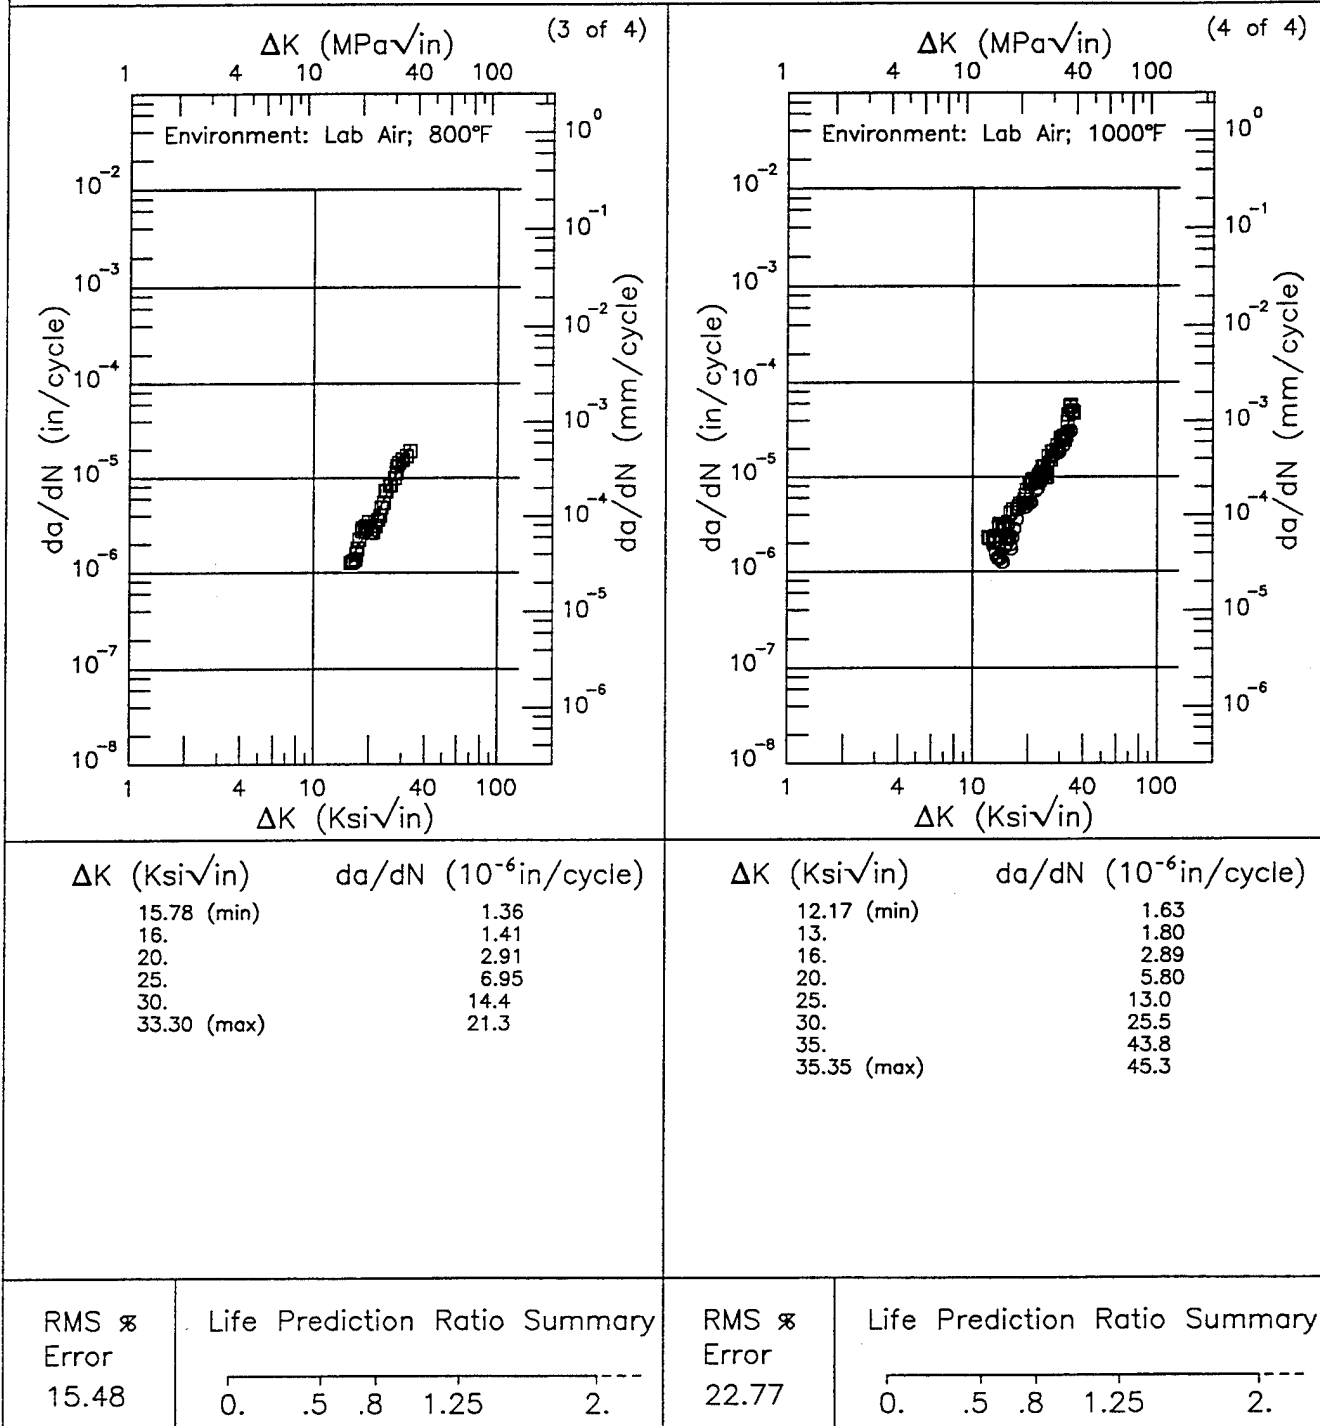 (3 of 4)
ΔK (MPa√in)
1 4 10 40 100
Environment: Lab Air; 800°F
da/dN (in/cycle)
10⁻²
10⁻³
10⁻⁴
10⁻⁵
10⁻⁶
10⁻⁷
10⁻⁸
da/dN (mm/cycle)
10⁰
10⁻¹
10⁻²
10⁻³
10⁻⁴
10⁻⁵
10⁻⁶
1 4 10 40 100
ΔK (Ksi√in)
ΔK (Ksi√in) da/dN (10⁻⁶in/cycle)
15.78 (min) 1.36
16. 1.41
20. 2.91
25. 6.95
30. 14.4
33.30 (max) 21.3
RMS %
Error
15.48
Life Prediction Ratio Summary
0. .5 .8 1.25 2.
(4 of 4)
ΔK (MPa√in)
1 4 10 40 100
Environment: Lab Air; 1000°F
da/dN (in/cycle)
10⁻²
10⁻³
10⁻⁴
10⁻⁵
10⁻⁶
10⁻⁷
10⁻⁸
da/dN (mm/cycle)
10⁰
10⁻¹
10⁻²
10⁻³
10⁻⁴
10⁻⁵
10⁻⁶
1 4 10 40 100
ΔK (Ksi√in)
ΔK (Ksi√in) da/dN (10⁻⁶in/cycle)
12.17 (min) 1.63
13. 1.80
16. 2.89
20. 5.80
25. 13.0
30. 25.5
35. 43.8
35.35 (max) 45.3
RMS %
Error
22.77
Life Prediction Ratio Summary
0. .5 .8 1.25 2.